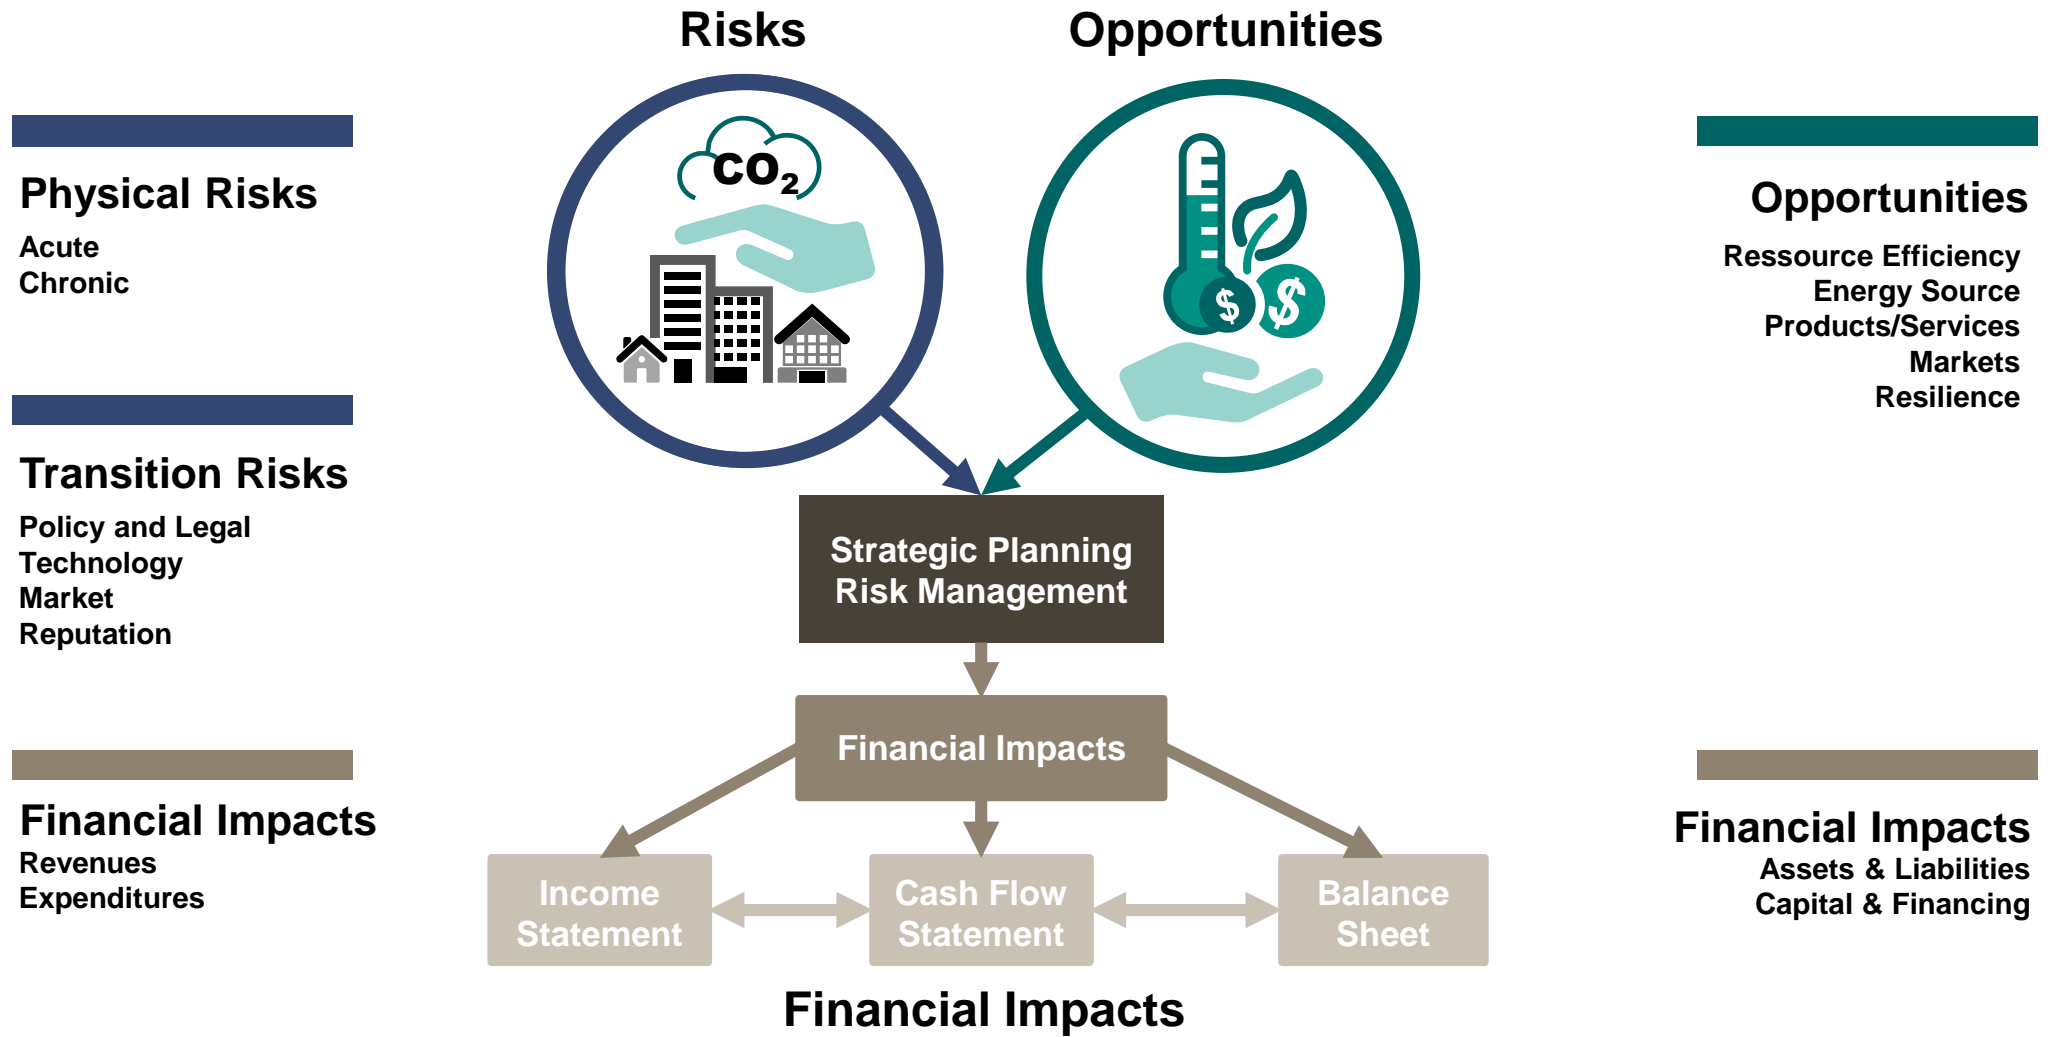 Risks
Opportunities
CO2
$
$
Physical Risks
Acute
Chronic
Transition Risks
Policy and Legal
Technology
Market
Reputation
Financial Impacts
Revenues
Expenditures
Opportunities
Ressource Efficiency
Energy Source
Products/Services
Markets
Resilience
Financial Impacts
Assets & Liabilities
Capital & Financing
Strategic Planning
Risk Management
Financial Impacts
Income
Statement
Cash Flow
Statement
Balance
Sheet
Financial Impacts